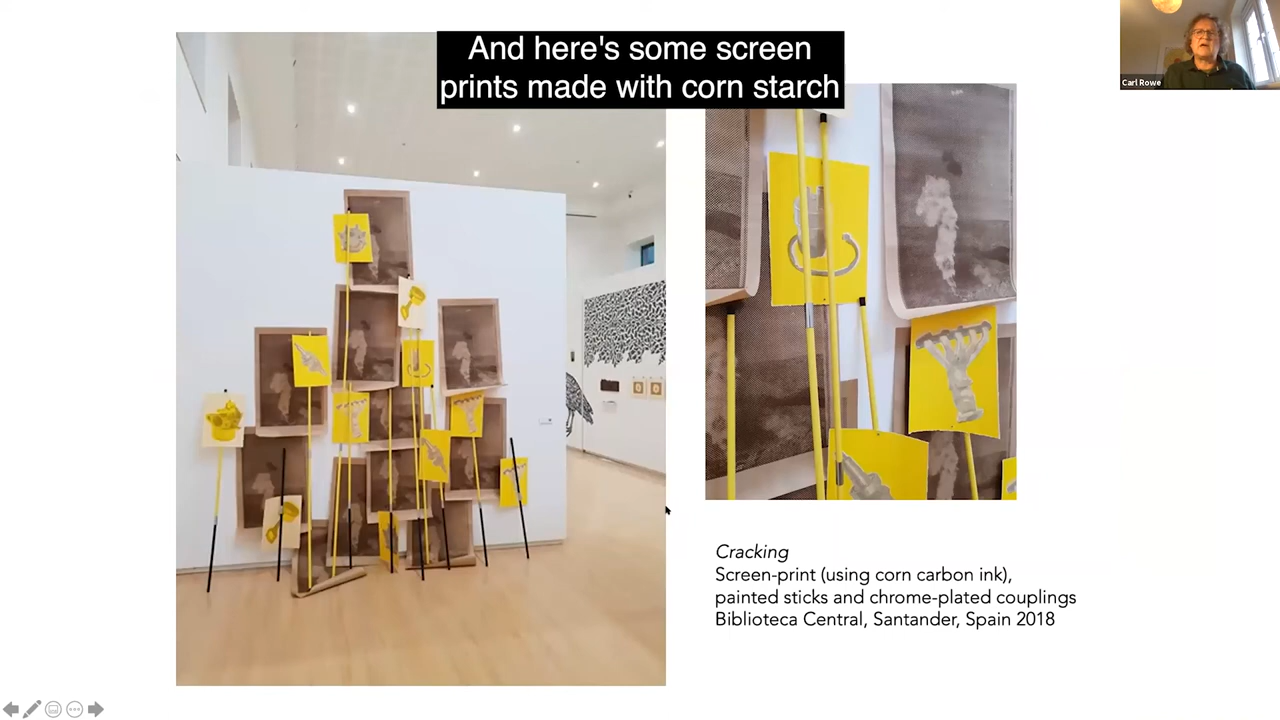 And here's some screen
prints made with corn starch
Carl Rowe
Cracking
Screen-print (using corn carbon ink),
painted sticks and chrome-plated couplings
Biblioteca Central, Santander, Spain 2018